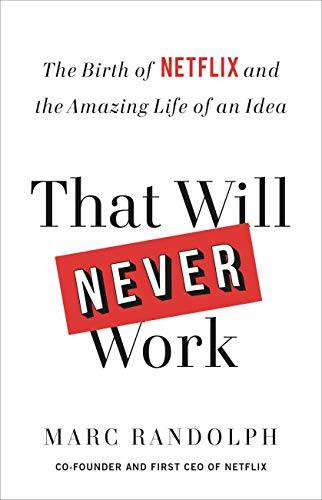 The Birth of NETFLIX and
the Amazing Life of an Idea
That Will
NEVER
Work
MARC RANDOLPH
CO-FOUNDER AND FIRST CEO OF NETFLIX